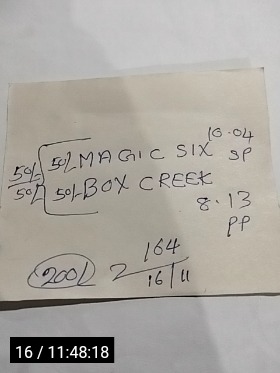 10.04
50/- 50/- MAGIC SIX SP
50/- 50/- BOX CREEK
8.13
PP
200/- 2 164
16/11
16 / 11:48:18